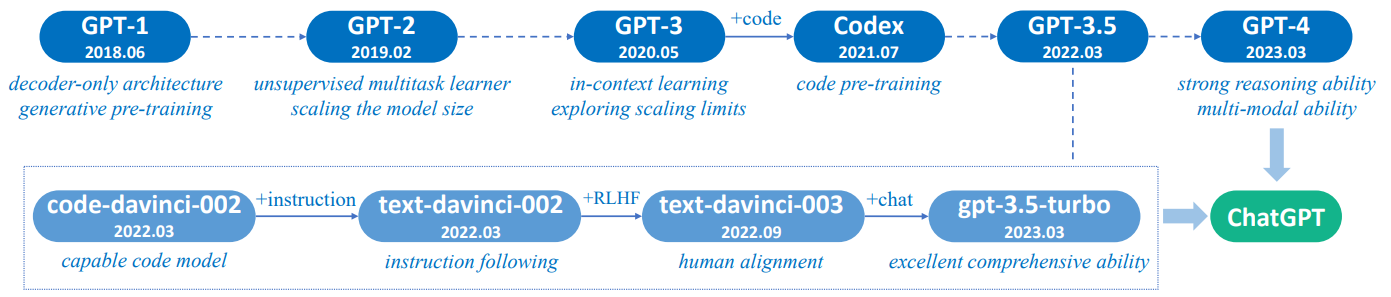 GPT-1
2018.06
decoder-only architecture
generative pre-training
GPT-2
2019.02
unsupervised multitask learner
scaling the model size
GPT-3
2020.05
in-context learning
exploring scaling limits
+code
Codex
2021.07
code pre-training
GPT-3.5
2022.03
GPT-4
2023.03
strong reasoning ability
multi-modal ability
code-davinci-002
2022.03
capable code model
+instruction
text-davinci-002
2022.03
instruction following
+RLHF
text-davinci-003
2022.09
human alignment
+chat
gpt-3.5-turbo
2023.03
excellent comprehensive ability
ChatGPT